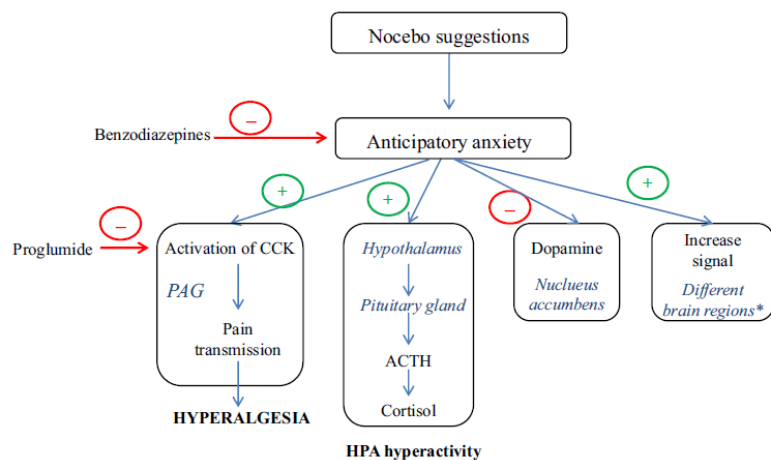 Nocebo suggestions
−
Benzodiazepines
Anticipatory anxiety
+
+
−
+
−
Proglumide
Activation of CCK
PAG
Pain
transmission
HYPERALGESIA
Hypothalamus
Pituitary gland
ACTH
Cortisol
HPA hyperactivity
Dopamine
Nuclueus
accumbens
Increase
signal
Different
brain regions*